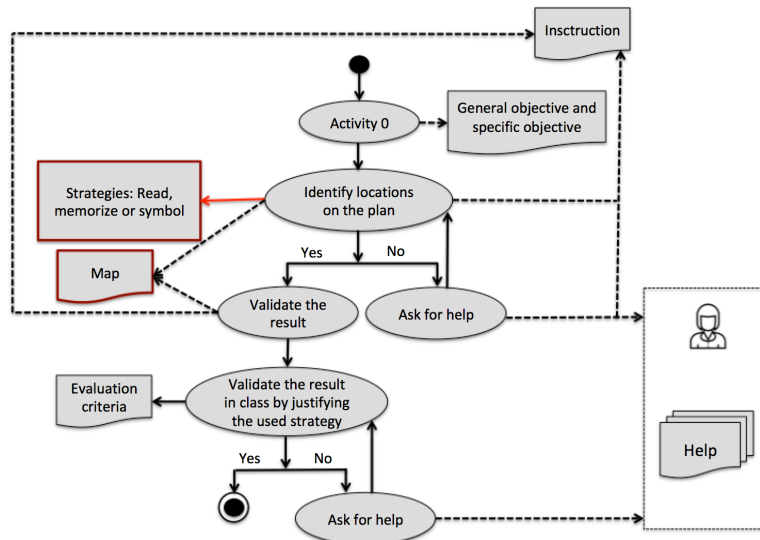 Insctruction
General objective and
specific objective
Activity 0
Strategies: Read,
memorize or symbol
Identify locations
on the plan
Yes
No
Map
Validate the
result
Ask for help
Evaluation
criteria
Validate the result
in class by justifying
the used strategy
Help
Yes
No
Ask for help